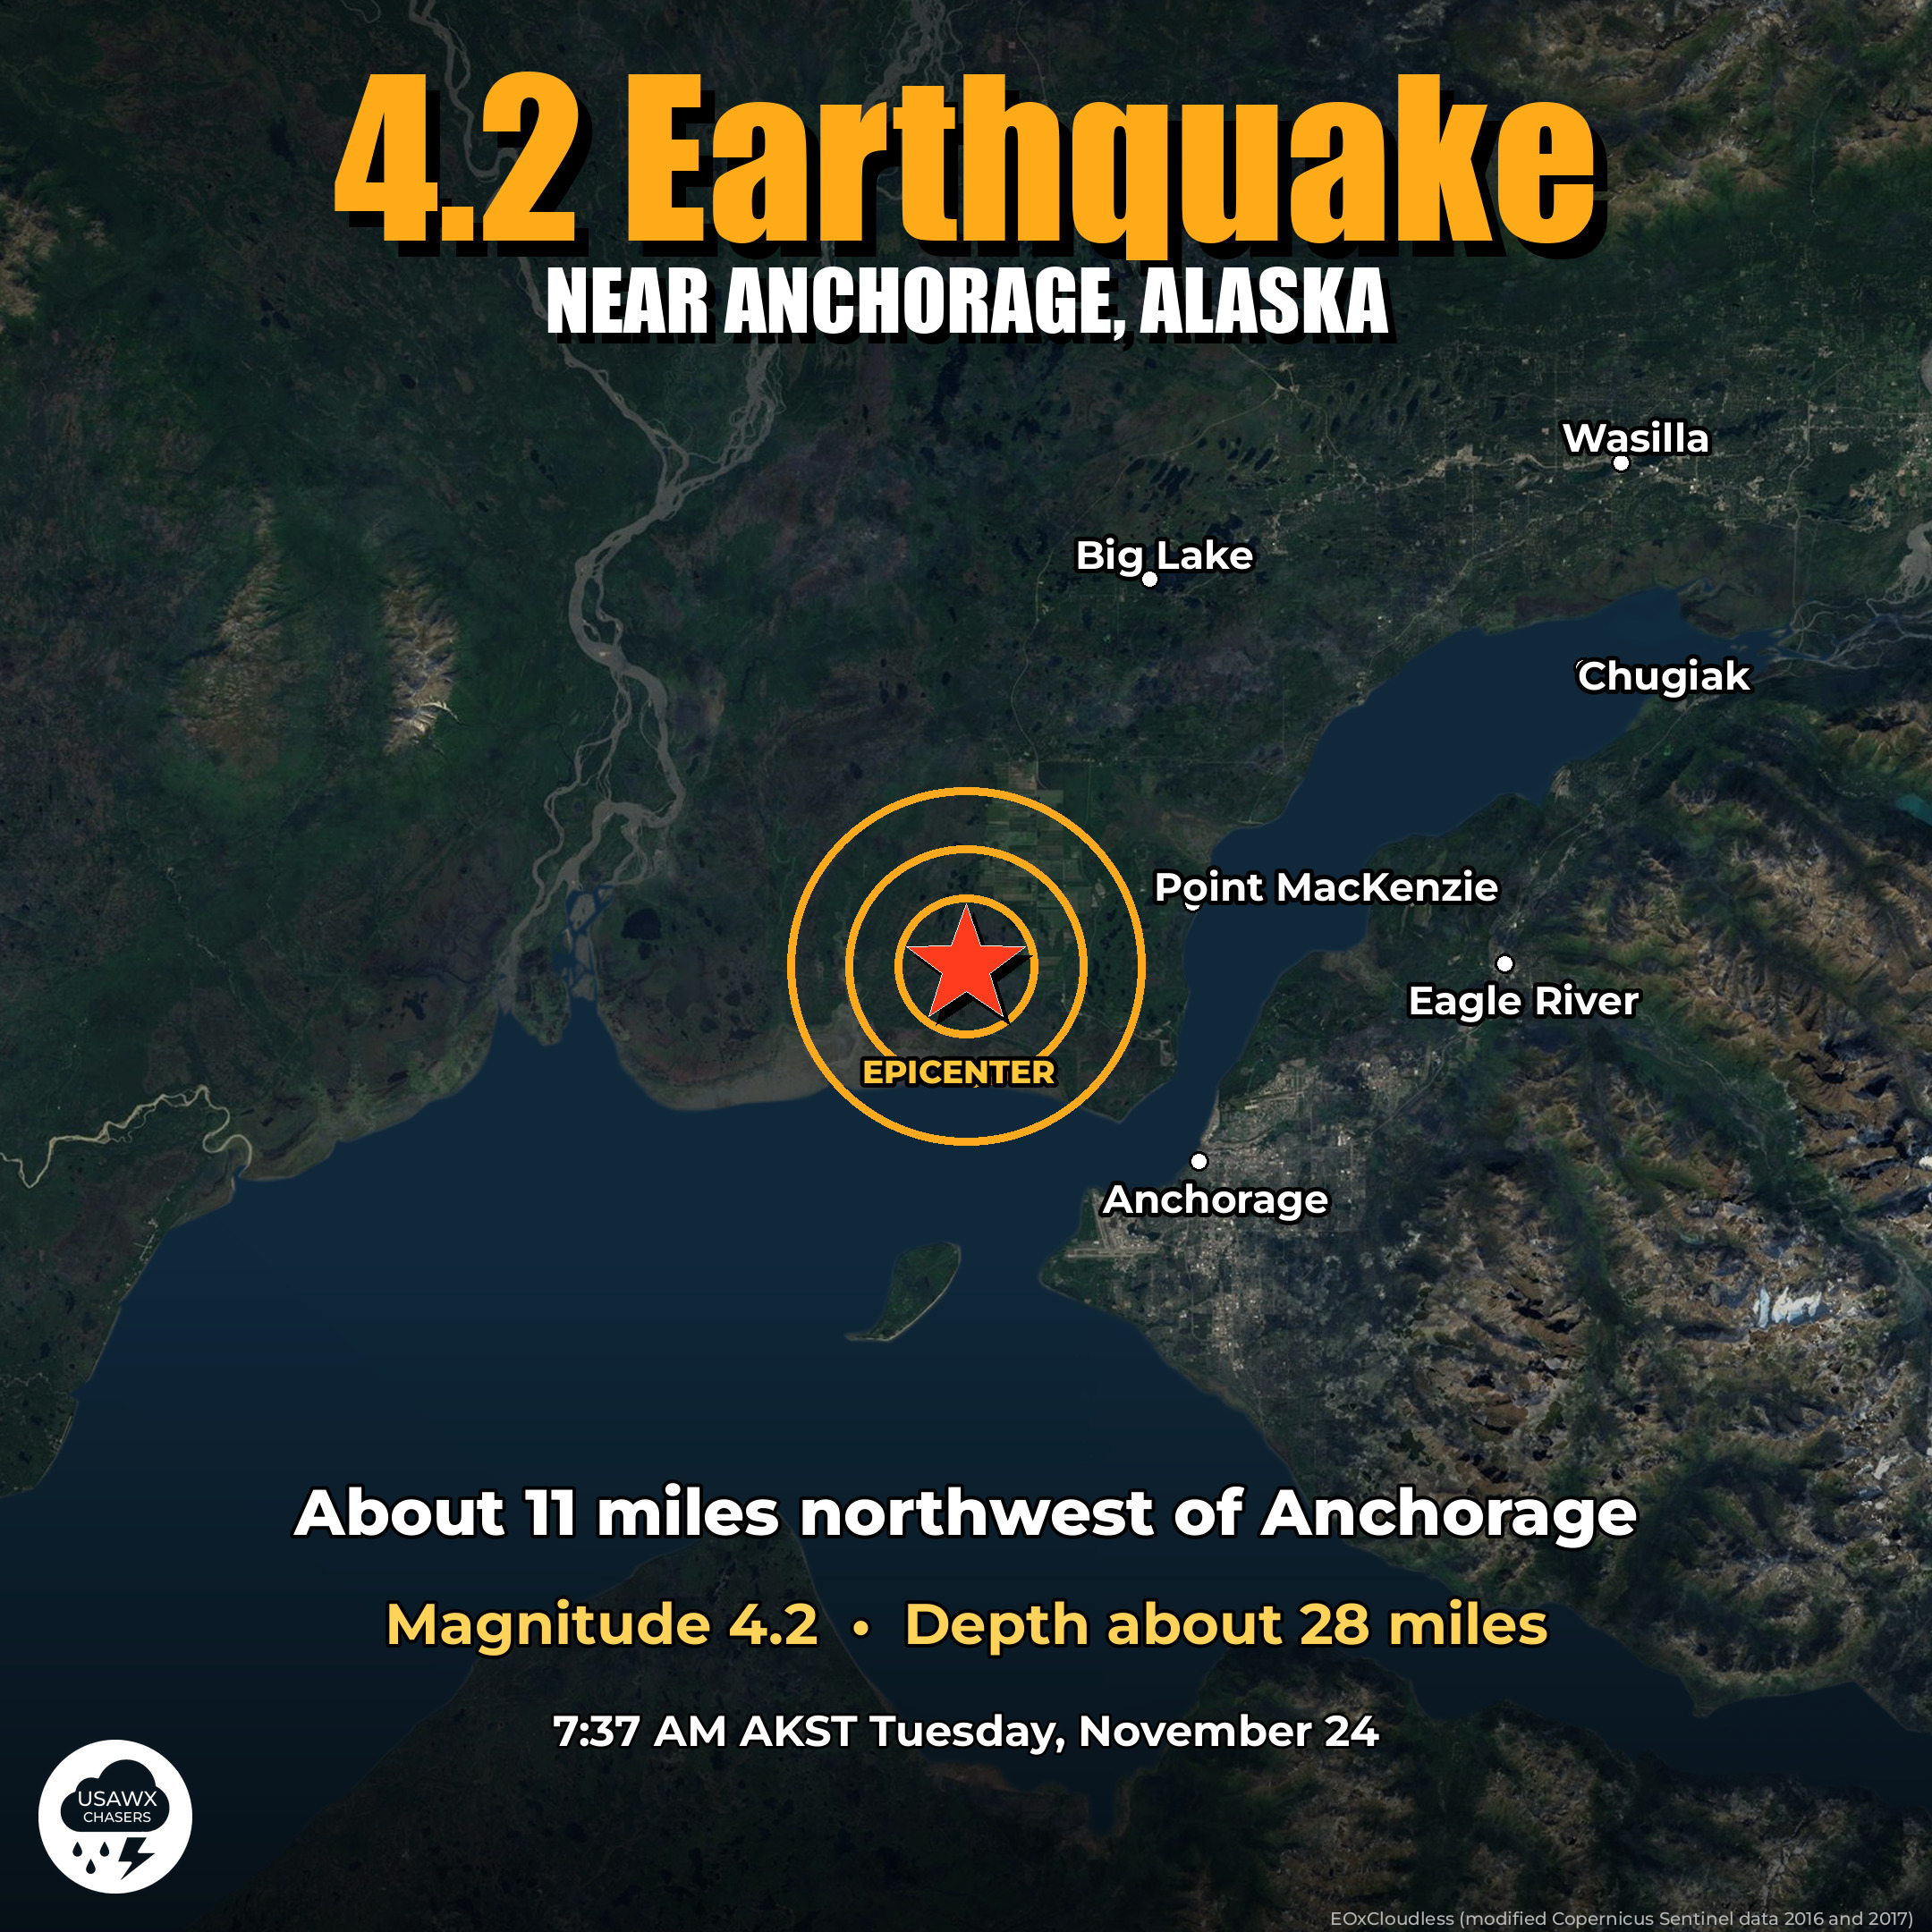 4.2 Earthquake
NEAR ANCHORAGE, ALASKA
Wasilla
Big Lake
Chugiak
Point MacKenzie
Eagle River
EPICENTER
Anchorage
About 11 miles northwest of Anchorage
Magnitude 4.2 • Depth about 28 miles
7:37 AM AKST Tuesday, November 24
USAWX
CHASERS
EOxCloudless (modified Copernicus Sentinel data 2016 and 2017)